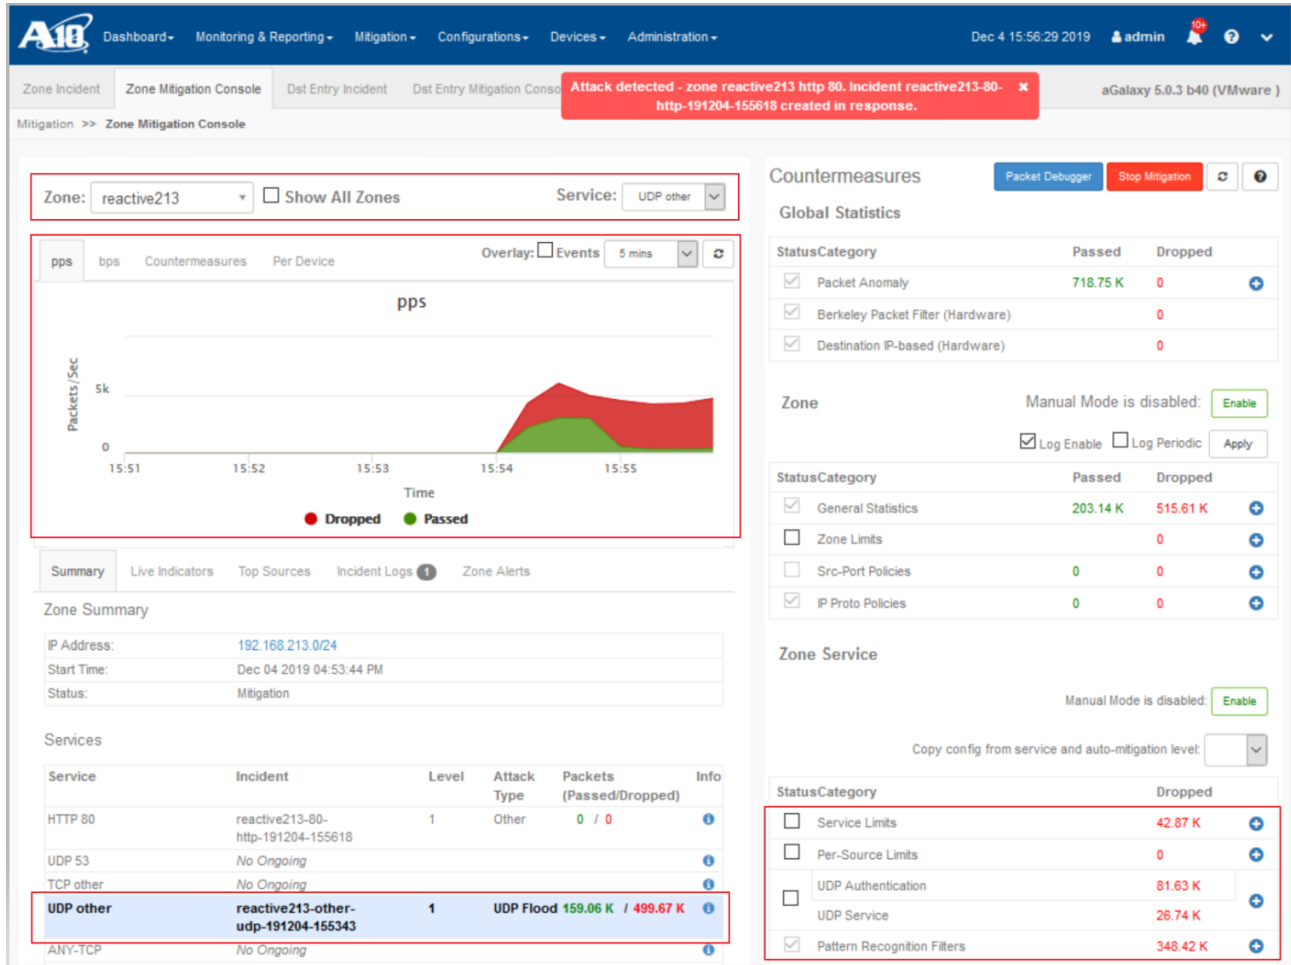 A10
Dashboard
Monitoring & Reporting
Mitigation
Configurations
Devices
Administration
Dec 4 15:56:29 2019
admin
10+
Zone Incident
Zone Mitigation Console
Dst Entry Incident
Dst Entry Mitigation Conso
Attack detected - zone reactive213 http 80. Incident reactive213-80-
http-191204-155618 created in response.
aGalaxy 5.0.3 b40 (VMware )
Mitigation >> Zone Mitigation Console
Zone: reactive213
Show All Zones
Service: UDP other
pps
bps
Countermeasures
Per Device
Overlay: Events
5 mins
pps
Packets/Sec
5k
0
15:51
15:52
15:53
15:54
15:55
Time
Dropped
Passed
Summary
Live Indicators
Top Sources
Incident Logs 1
Zone Alerts
Zone Summary
IP Address: 192.168.213.0/24
Start Time: Dec 04 2019 04:53:44 PM
Status: Mitigation
Services
Service Incident Level Attack Packets Info
Type (Passed/Dropped)
HTTP 80 reactive213-80- 1 Other 0 / 0
http-191204-155618
UDP 53 No Ongoing
TCP other No Ongoing
UDP other reactive213-other- 1 UDP Flood 159.06 K / 499.67 K
udp-191204-155343
ANY-TCP No Ongoing
Countermeasures
Packet Debugger
Stop Mitigation
Global Statistics
StatusCategory Passed Dropped
Packet Anomaly 718.75 K 0
Berkeley Packet Filter (Hardware) 0
Destination IP-based (Hardware) 0
Zone
Manual Mode is disabled: Enable
Log Enable Log Periodic Apply
StatusCategory Passed Dropped
General Statistics 203.14 K 515.61 K
Zone Limits 0
Src-Port Policies 0 0
IP Proto Policies 0 0
Zone Service
Manual Mode is disabled: Enable
Copy config from service and auto-mitigation level:
StatusCategory Dropped
Service Limits 42.87 K
Per-Source Limits 0
UDP Authentication 81.63 K
UDP Service 26.74 K
Pattern Recognition Filters 348.42 K